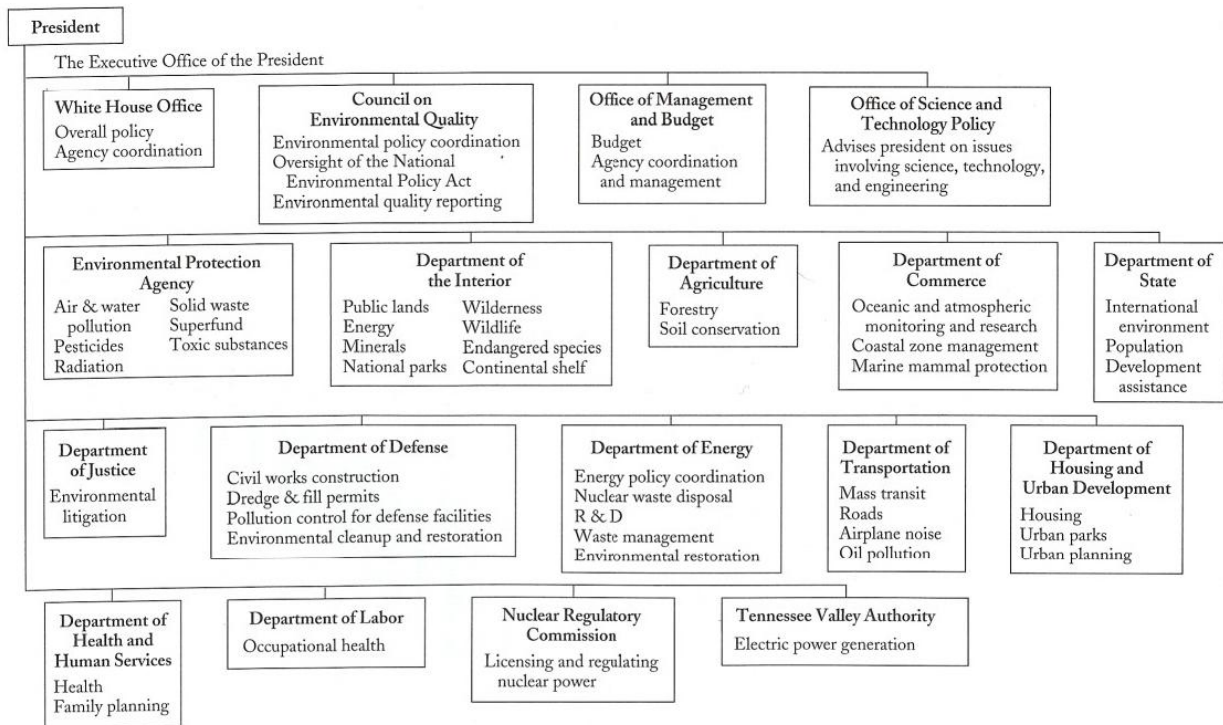 President
The Executive Office of the President
White House Office
Overall policy
Agency coordination
Council on
Environmental Quality
Environmental policy coordination
Oversight of the National
Environmental Policy Act
Environmental quality reporting
Office of Management
and Budget
Budget
Agency coordination
and management
Office of Science and
Technology Policy
Advises president on issues
involving science, technology,
and engineering
Environmental Protection
Agency
Air & water
pollution
Pesticides
Radiation
Solid waste
Superfund
Toxic substances
Department of
the Interior
Public lands
Energy
Minerals
National parks
Wilderness
Wildlife
Endangered species
Continental shelf
Department of
Agriculture
Forestry
Soil conservation
Department of
Commerce
Oceanic and atmospheric
monitoring and research
Coastal zone management
Marine mammal protection
Department of
State
International
environment
Population
Development
assistance
Department
of Justice
Environmental
litigation
Department of Defense
Civil works construction
Dredge & fill permits
Pollution control for defense facilities
Environmental cleanup and restoration
Department of Energy
Energy policy coordination
Nuclear waste disposal
R & D
Waste management
Environmental restoration
Department of
Transportation
Mass transit
Roads
Airplane noise
Oil pollution
Department of
Housing and
Urban Development
Housing
Urban parks
Urban planning
Department of
Health and
Human Services
Health
Family planning
Department of Labor
Occupational health
Nuclear Regulatory
Commission
Licensing and regulating
nuclear power
Tennessee Valley Authority
Electric power generation